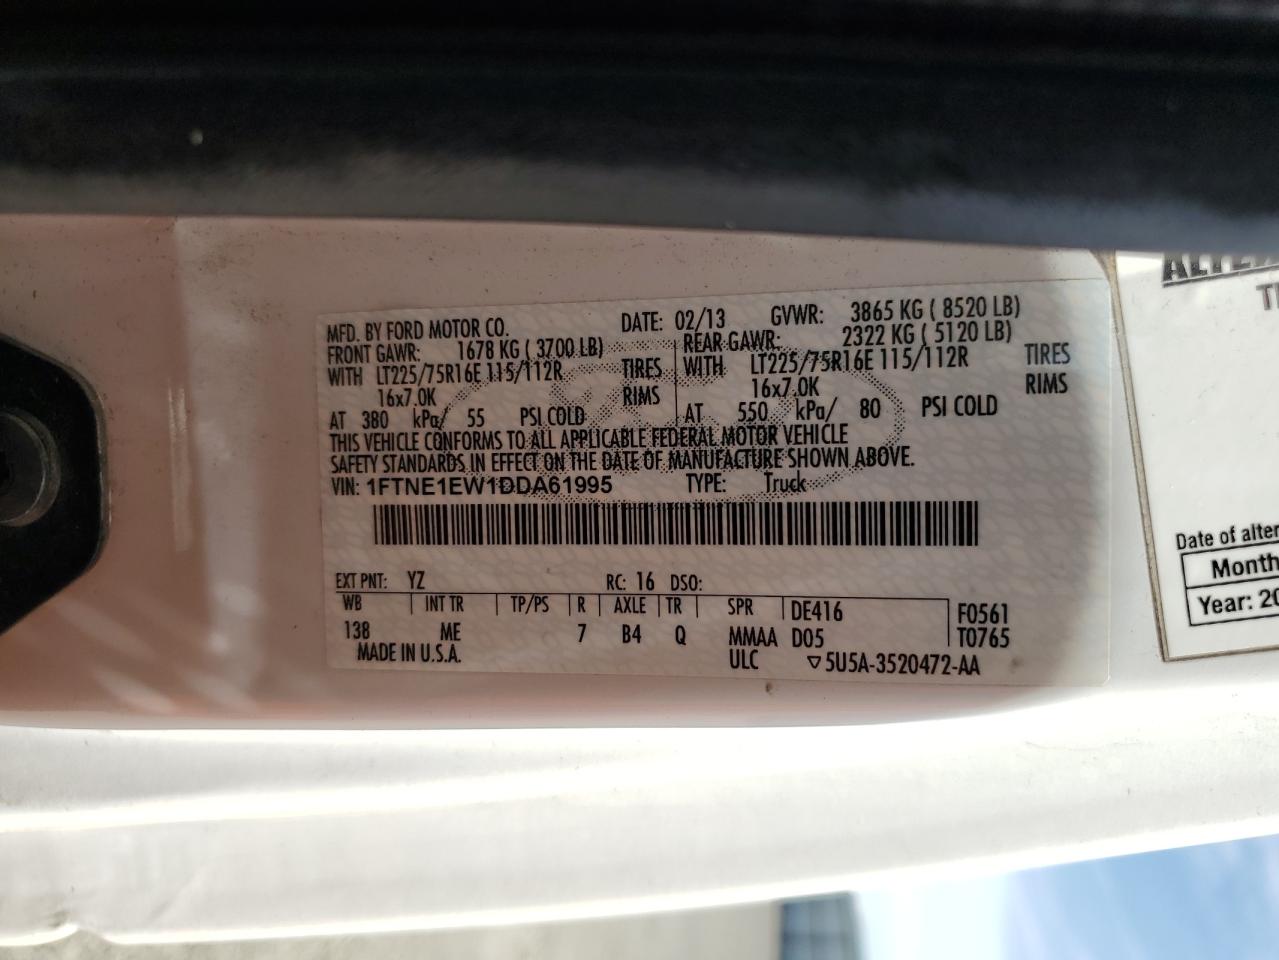 MFD. BY FORD MOTOR CO. DATE: 02/13 GVWR: 3865 KG ( 8520 LB)
FRONT GAWR: 1678 KG ( 3700 LB) REAR GAWR: 2322 KG ( 5120 LB)
WITH LT225/75R16E 115/112R TIRES WITH LT225/75R16E 115/112R TIRES
16x7.0K RIMS 16x7.0K RIMS
AT 380 kPa/ 55 PSI COLD AT 550 kPa/ 80 PSI COLD
THIS VEHICLE CONFORMS TO ALL APPLICABLE FEDERAL MOTOR VEHICLE
SAFETY STANDARDS IN EFFECT ON THE DATE OF MANUFACTURE SHOWN ABOVE.
VIN: 1FTNE1EW1DDA61995 TYPE: Truck
EXT PNT: YZ RC: 16 DSO:
WB INT TR TP/PS R AXLE TR SPR DE416 F0561
138 ME 7 B4 Q MMAA D05 T0765
MADE IN U.S.A. ULC ▽5U5A-3520472-AA
Date of alter
Month
Year: 20